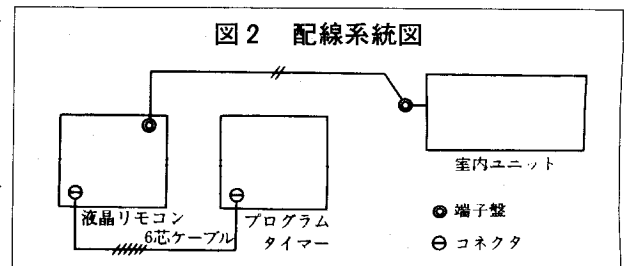 図2 配線系統図
室内ユニット
液晶リモコン
6芯ケーブル
プログラム
タイマー
端子盤
コネクタ